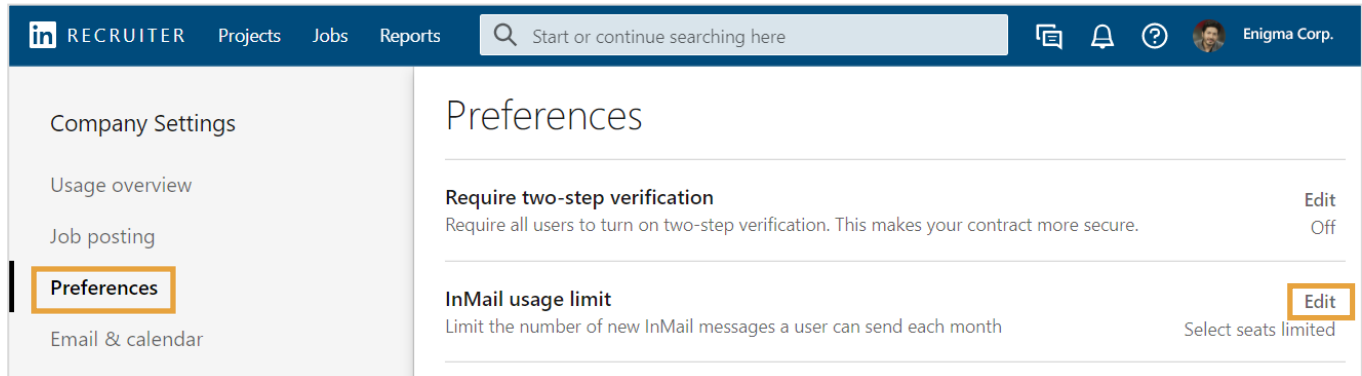 in RECRUITER Projects Jobs Reports Start or continue searching here Enigma Corp.
Company Settings
Usage overview
Job posting
Preferences
Email & calendar
Preferences
Require two-step verification Edit
Require all users to turn on two-step verification. This makes your contract more secure. Off
InMail usage limit Edit
Limit the number of new InMail messages a user can send each month Select seats limited